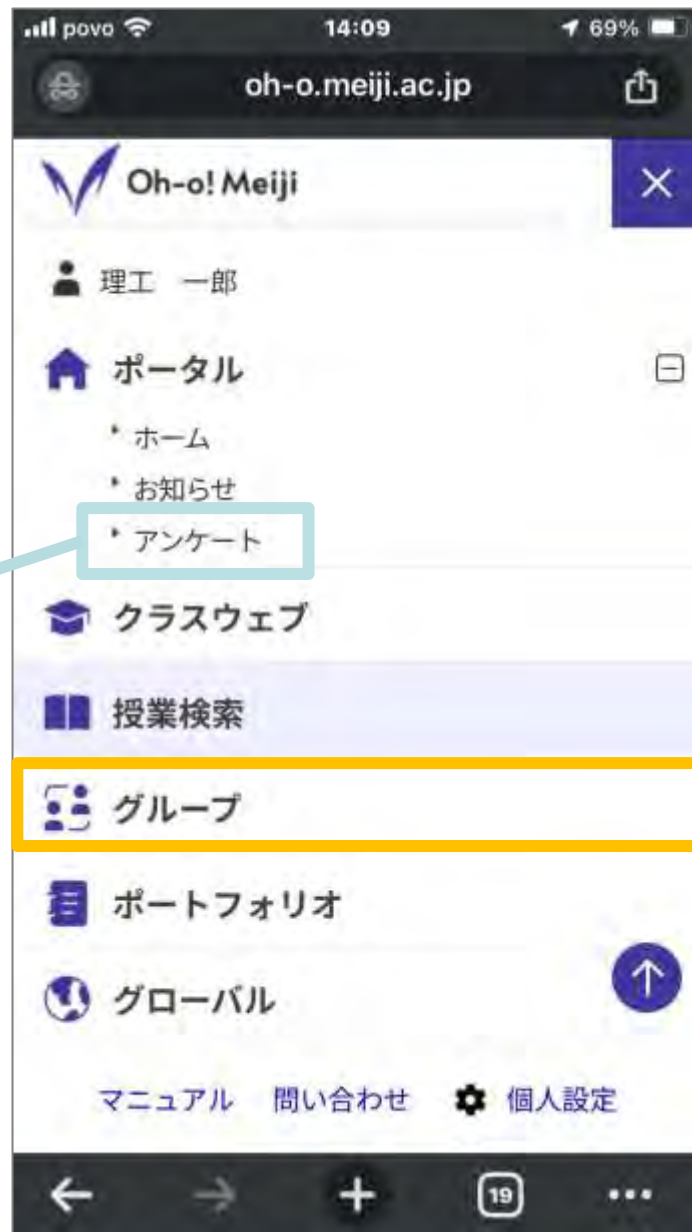 povo 14:09 69%
oh-o.meiji.ac.jp
Oh-o! Meiji
理工 一郎
ポータル
ホーム
お知らせ
アンケート
クラスウェブ
授業検索
グループ
ポートフォリオ
グローバル
マニュアル 問い合わせ 個人設定
19